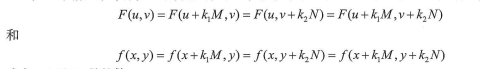 F(u,v) = F(u+k₁M,v) = F(u,v+k₂N) = F(u+k₁M,v+k₂N)
和
f(x,y) = f(x+k₁M,y) = f(x,y+k₂N) = f(x+k₁M,y+k₂N)